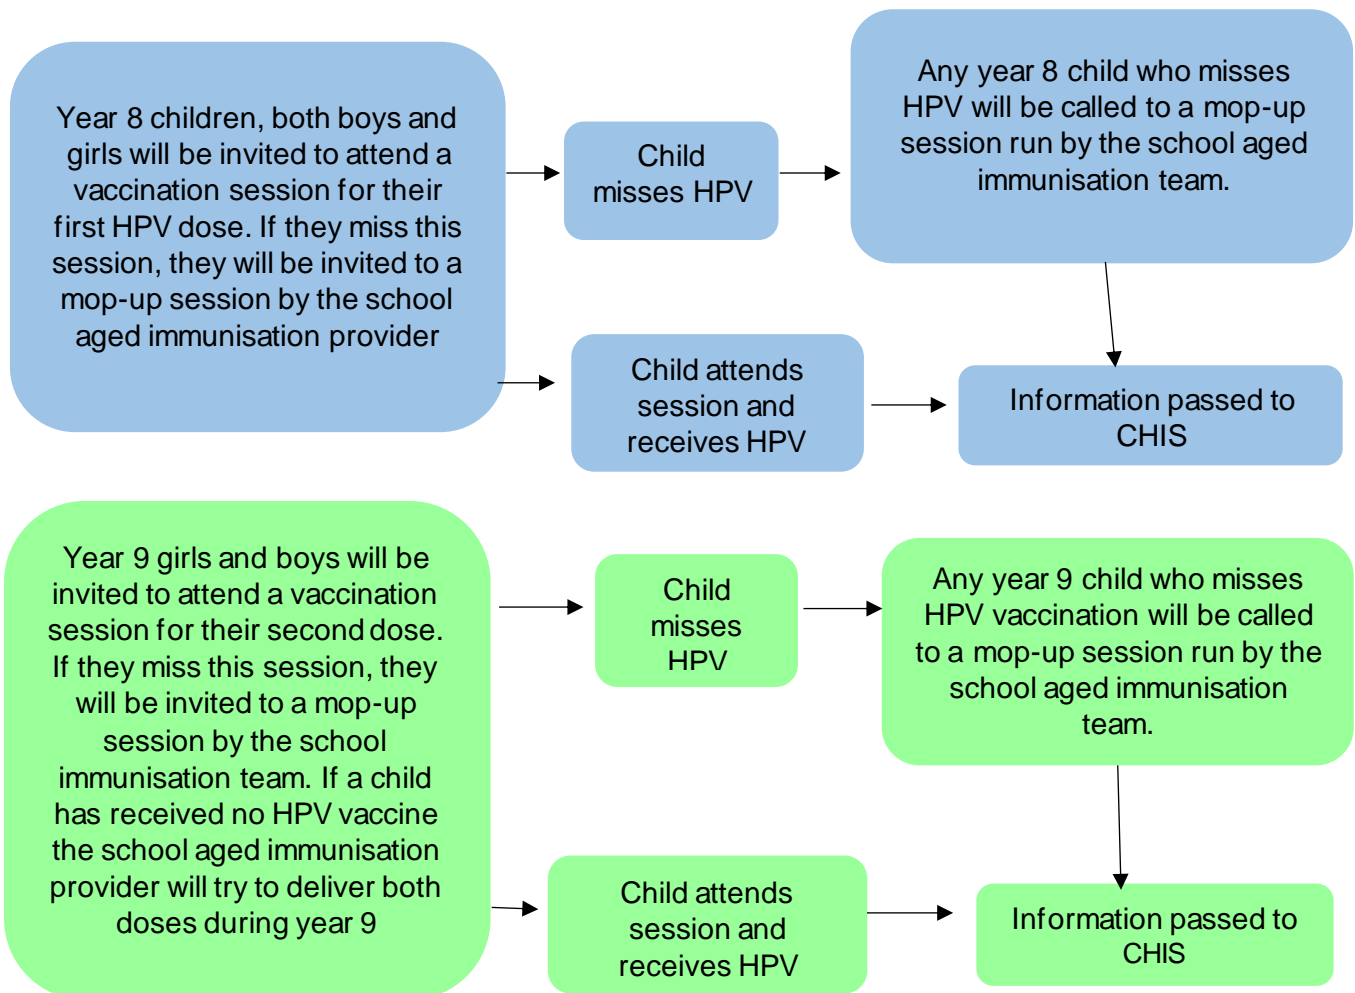 Year 8 children, both boys and
girls will be invited to attend a
vaccination session for their
first HPV dose. If they miss this
session, they will be invited to a
mop-up session by the school
aged immunisation provider
Child
misses HPV
Any year 8 child who misses
HPV will be called to a mop-up
session run by the school aged
immunisation team.
Child attends
session and
receives HPV
Information passed to
CHIS
Year 9 girls and boys will be
invited to attend a vaccination
session for their second dose.
If they miss this session, they
will be invited to a mop-up
session by the school
immunisation team. If a child
has received no HPV vaccine
the school aged immunisation
provider will try to deliver both
doses during year 9
Child
misses
HPV
Any year 9 child who misses
HPV vaccination will be called
to a mop-up session run by the
school aged immunisation
team.
Child attends
session and
receives HPV
Information passed to
CHIS